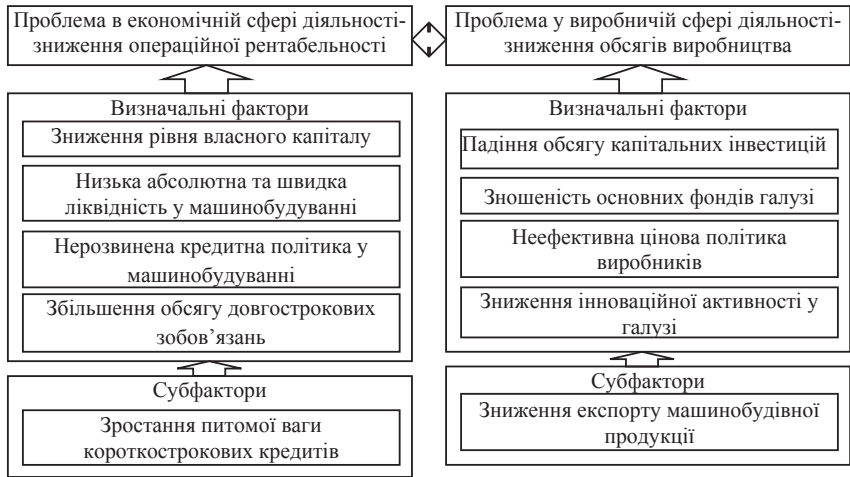 Проблема в економічній сфері діяльності-
зниження операційної рентабельності
Визначальні фактори
Зниження рівня власного капіталу
Низька абсолютна та швидка
ліквідність у машинобудуванні
Нерозвинена кредитна політика у
машинобудуванні
Збільшення обсягу довгострокових
зобов’язань
Субфактори
Зростання питомої ваги
короткострокових кредитів
Проблема у виробничій сфері діяльності-
зниження обсягів виробництва
Визначальні фактори
Падіння обсягу капітальних інвестицій
Зношеність основних фондів галузі
Неефективна цінова політика
виробників
Зниження інноваційної активності у
галузі
Субфактори
Зниження експорту машинобудівної
продукції